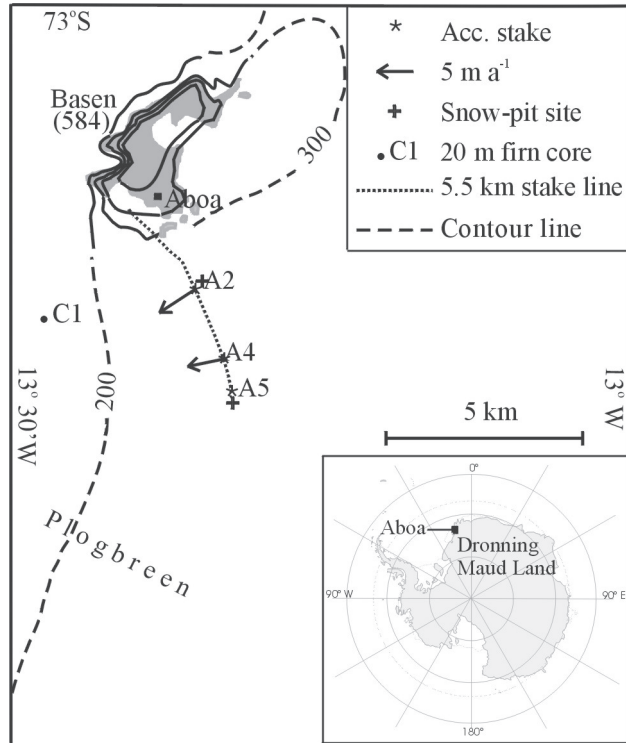 73°S
Basen
(584)
300
Aboa
A2
C1
A4
A5
200
13° 30'W
13° W
Plogbreen
Acc. stake
5 m a⁻¹
Snow-pit site
C1 20 m firn core
5.5 km stake line
Contour line
5 km
0°
Aboa
Dronning
Maud Land
90° W
90° E
180°